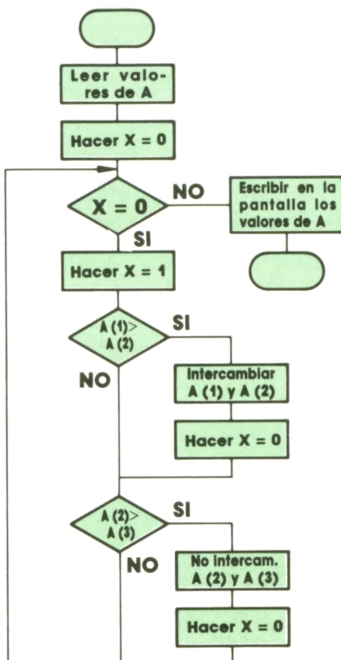 Leer valo-
res de A
Hacer X = 0
X = 0
NO
Escribir en la
pantalla los
valores de A
SI
Hacer X = 1
A (1)>
A (2)
SI
NO
Intercambiar
A (1) y A (2)
Hacer X = 0
A (2)>
A (3)
SI
NO
No intercam.
A (2) y A (3)
Hacer X = 0